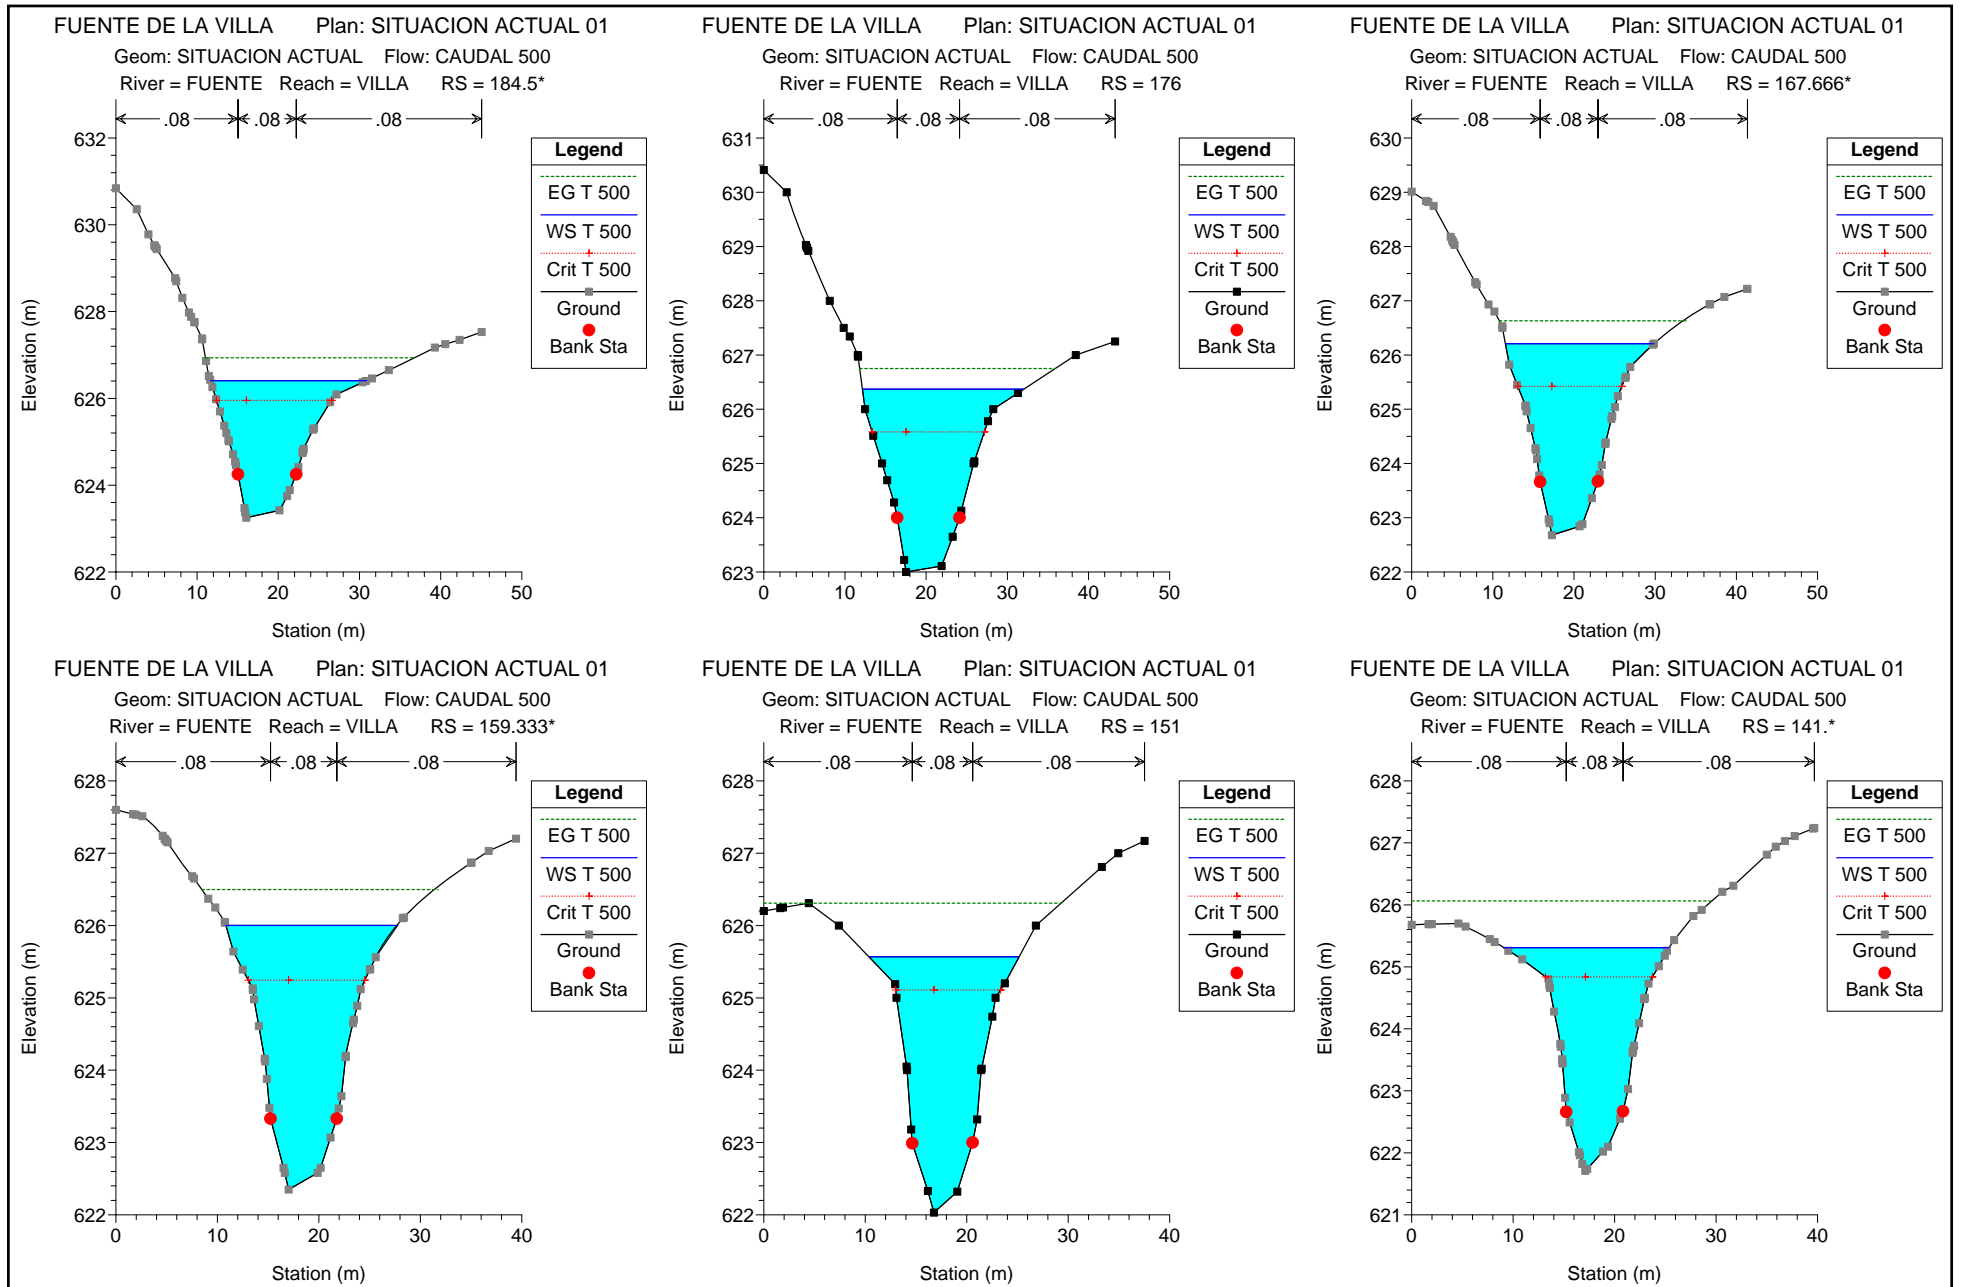 FUENTE DE LA VILLA Plan: SITUACION ACTUAL 01
Geom: SITUACION ACTUAL Flow: CAUDAL 500
River = FUENTE Reach = VILLA RS = 184.5*
.08 .08 .08
632
630
628
626
624
622
0 10 20 30 40 50
Elevation (m)
Station (m)
Legend
EG T 500
WS T 500
Crit T 500
Ground
Bank Sta
FUENTE DE LA VILLA Plan: SITUACION ACTUAL 01
Geom: SITUACION ACTUAL Flow: CAUDAL 500
River = FUENTE Reach = VILLA RS = 176
.08 .08 .08
631
630
629
628
627
626
625
624
623
0 10 20 30 40 50
Elevation (m)
Station (m)
Legend
EG T 500
WS T 500
Crit T 500
Ground
Bank Sta
FUENTE DE LA VILLA Plan: SITUACION ACTUAL 01
Geom: SITUACION ACTUAL Flow: CAUDAL 500
River = FUENTE Reach = VILLA RS = 167.666*
.08 .08 .08
630
629
628
627
626
625
624
623
622
0 10 20 30 40 50
Elevation (m)
Station (m)
Legend
EG T 500
WS T 500
Crit T 500
Ground
Bank Sta
FUENTE DE LA VILLA Plan: SITUACION ACTUAL 01
Geom: SITUACION ACTUAL Flow: CAUDAL 500
River = FUENTE Reach = VILLA RS = 159.333*
.08 .08 .08
628
627
626
625
624
623
622
0 10 20 30 40
Elevation (m)
Station (m)
Legend
EG T 500
WS T 500
Crit T 500
Ground
Bank Sta
FUENTE DE LA VILLA Plan: SITUACION ACTUAL 01
Geom: SITUACION ACTUAL Flow: CAUDAL 500
River = FUENTE Reach = VILLA RS = 151
.08 .08 .08
628
627
626
625
624
623
622
0 10 20 30 40
Elevation (m)
Station (m)
Legend
EG T 500
WS T 500
Crit T 500
Ground
Bank Sta
FUENTE DE LA VILLA Plan: SITUACION ACTUAL 01
Geom: SITUACION ACTUAL Flow: CAUDAL 500
River = FUENTE Reach = VILLA RS = 141.*
.08 .08 .08
628
627
626
625
624
623
622
621
0 10 20 30 40
Elevation (m)
Station (m)
Legend
EG T 500
WS T 500
Crit T 500
Ground
Bank Sta